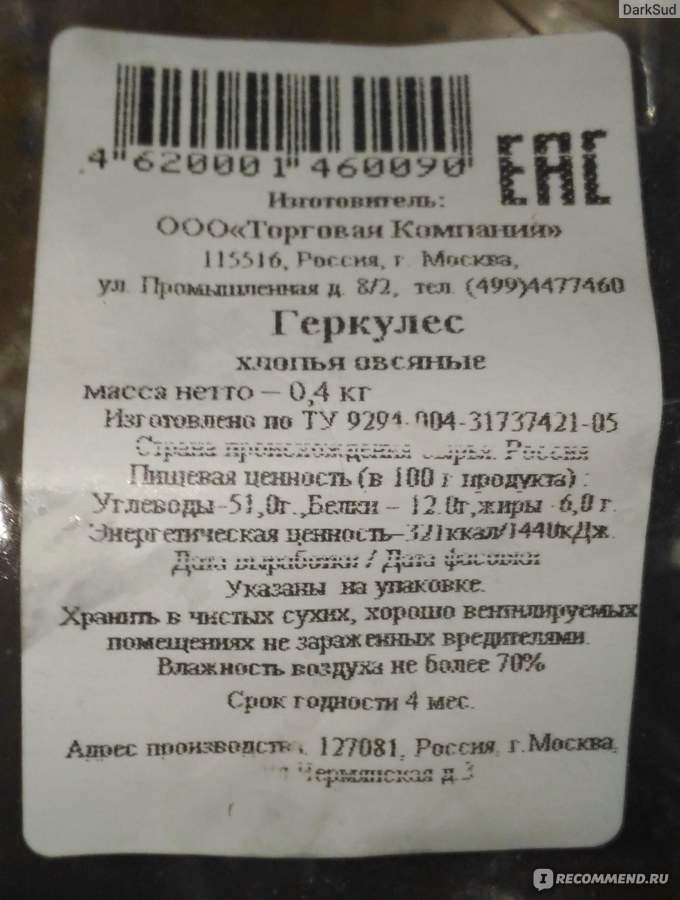 DarkSud
4 620001 460090
ЕАС
Изготовитель:
ООО«Торговая Компания»
115516, Россия, г. Москва,
ул. Промышленная д. 8/2, тел. (499)4477460
Геркулес
хлопья овсяные
масса нетто – 0,4 кг
Изготовлено по ТУ 9294-004-31737421-05
Страна происхождения сырья: Россия
Пищевая ценность (в 100 г продукта) :
Углеводы -51,0г., Белки – 12.0г,жиры -6,0 г.
Энергетическая ценность–321ккал/1440кДж.
Дата выработки / Дата фасовки
Указаны на упаковке.
Хранить в чистых сухих, хорошо вентилируемых
помещениях не зараженных вредителями.
Влажность воздуха не более 70%
Срок годности 4 мес.
Адрес производства: 127081, Россия, г.Москва,
ул Чермянская д.3
IRECOMMEND.RU